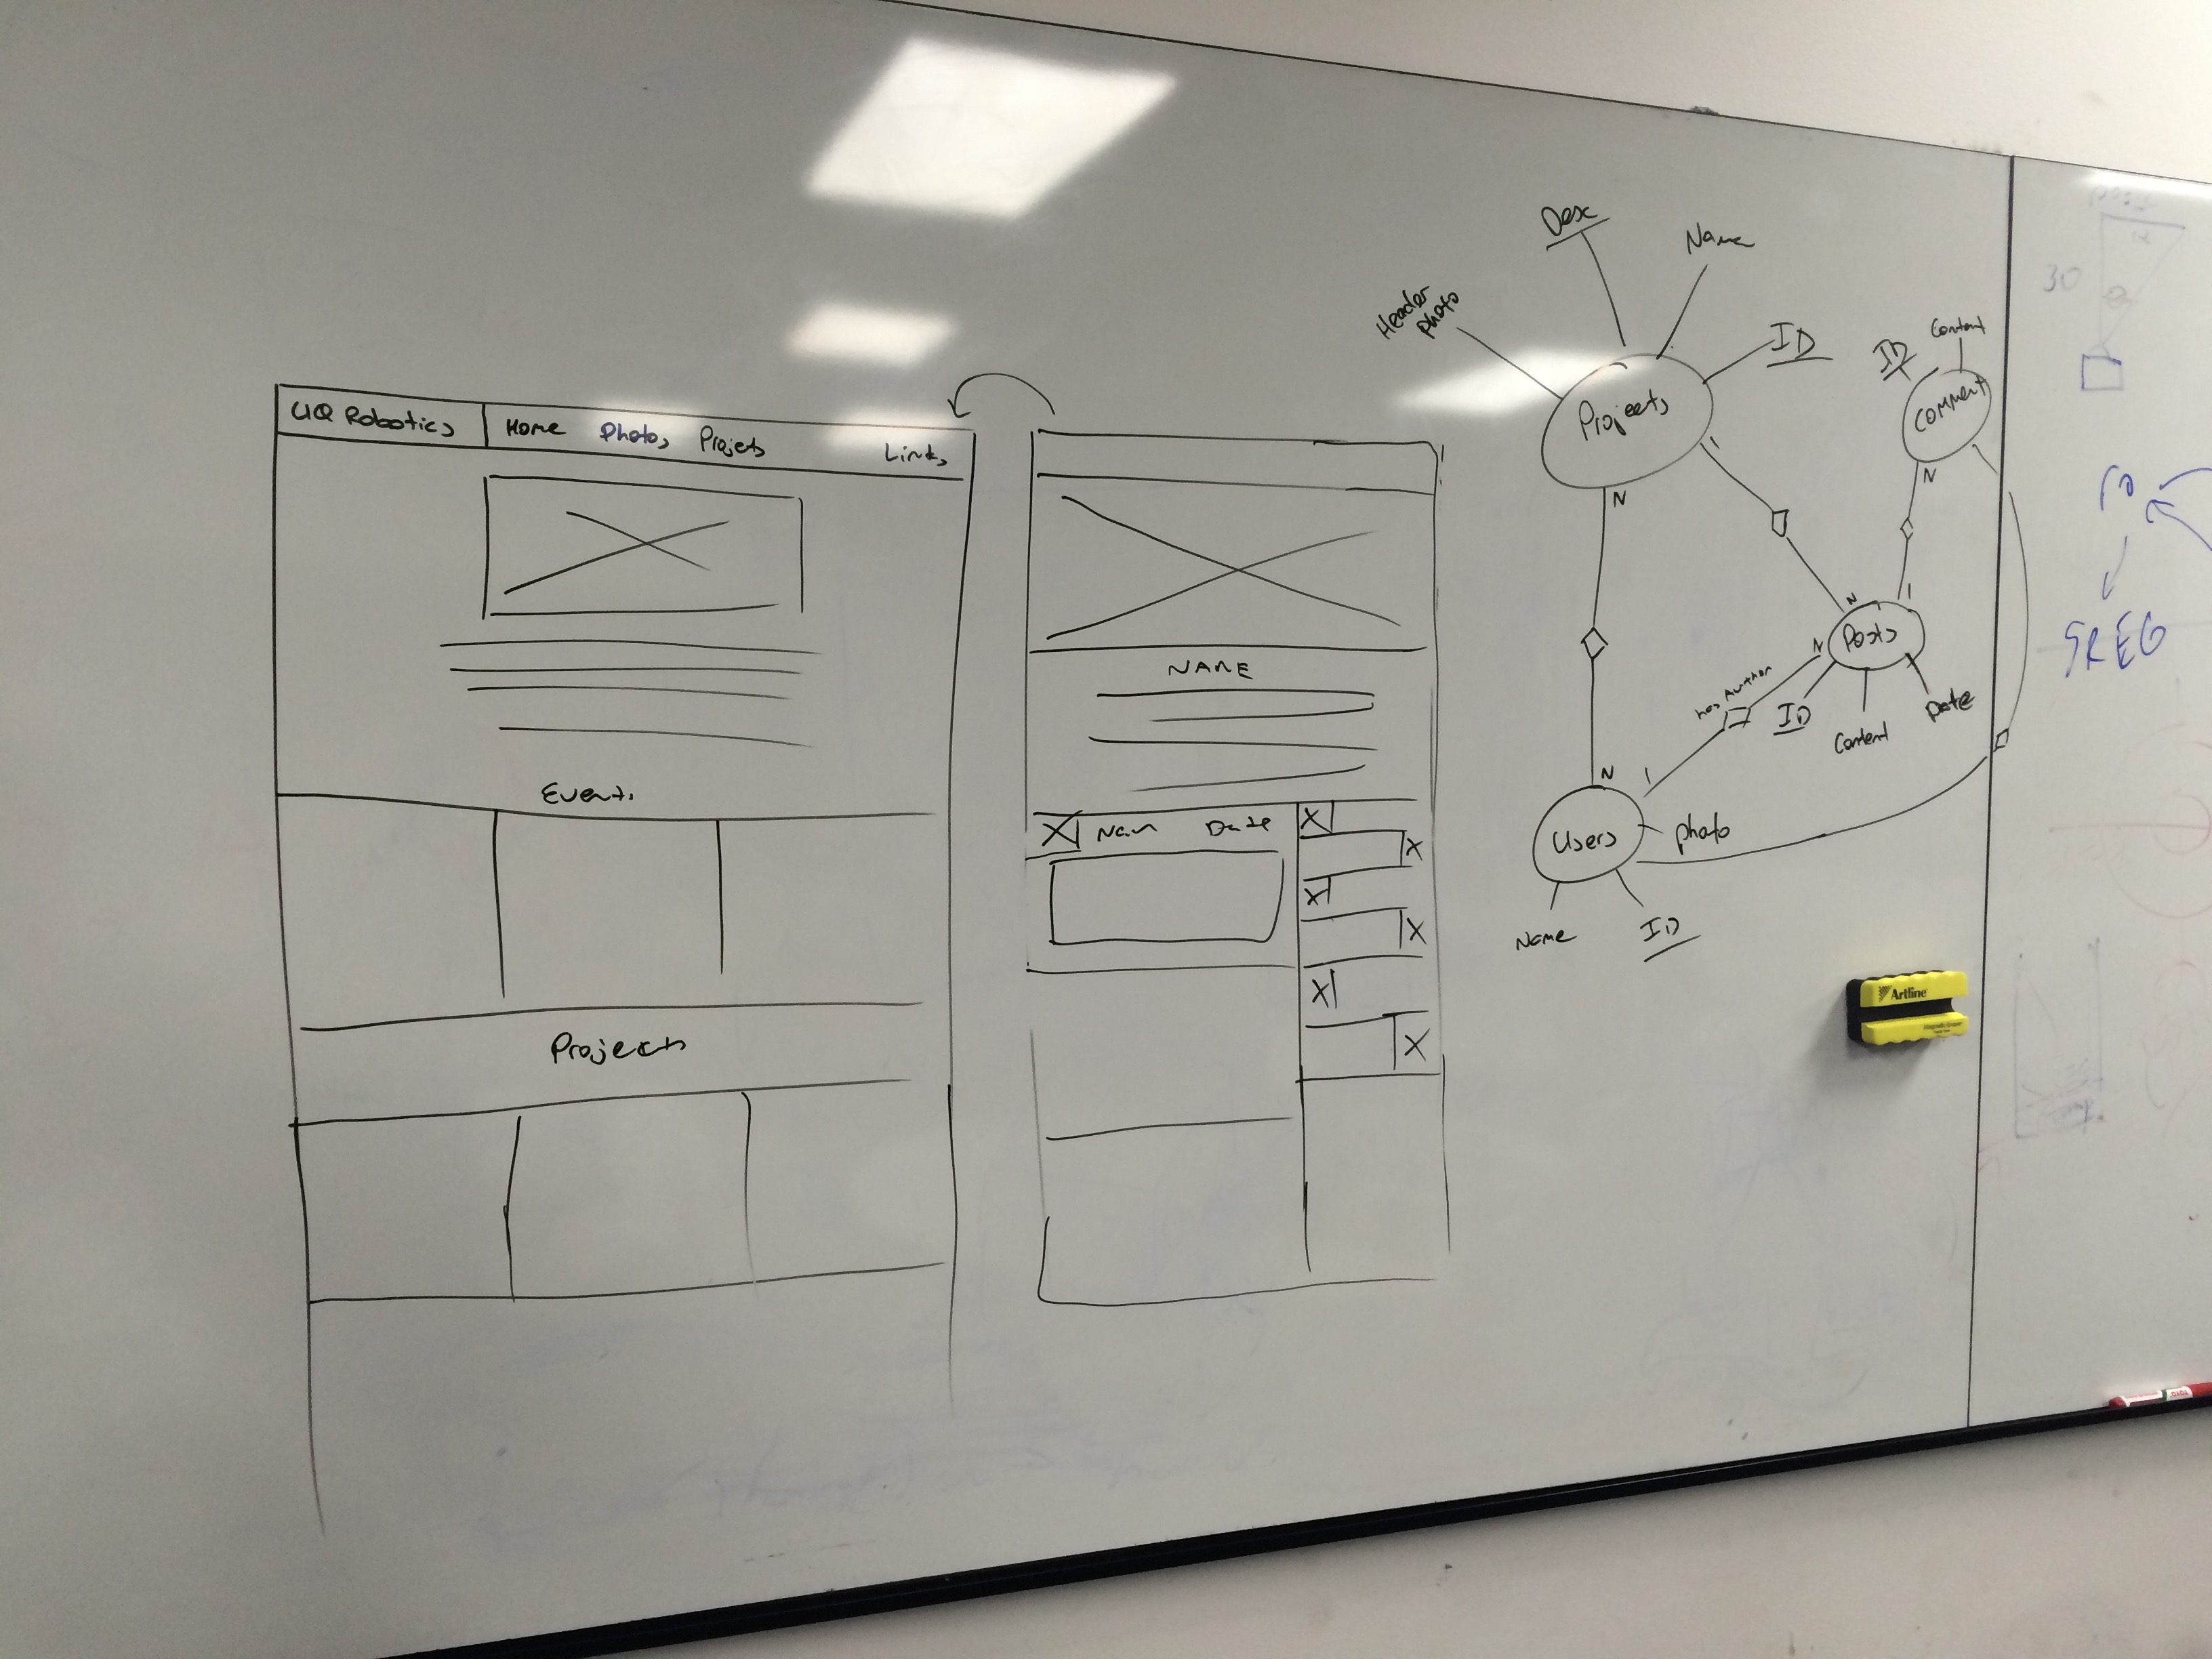 UQ Robotics
Home Photos Projects Links
Events
Projects
NAME
Name Date
Desc
Name
Header
photo
ID
Projects
1
N
ID
Content
Comment
N
1
N
Posts
N
has Author
ID
Content
Date
N
1
Users
photo
Name
ID
Artline
30
SREG